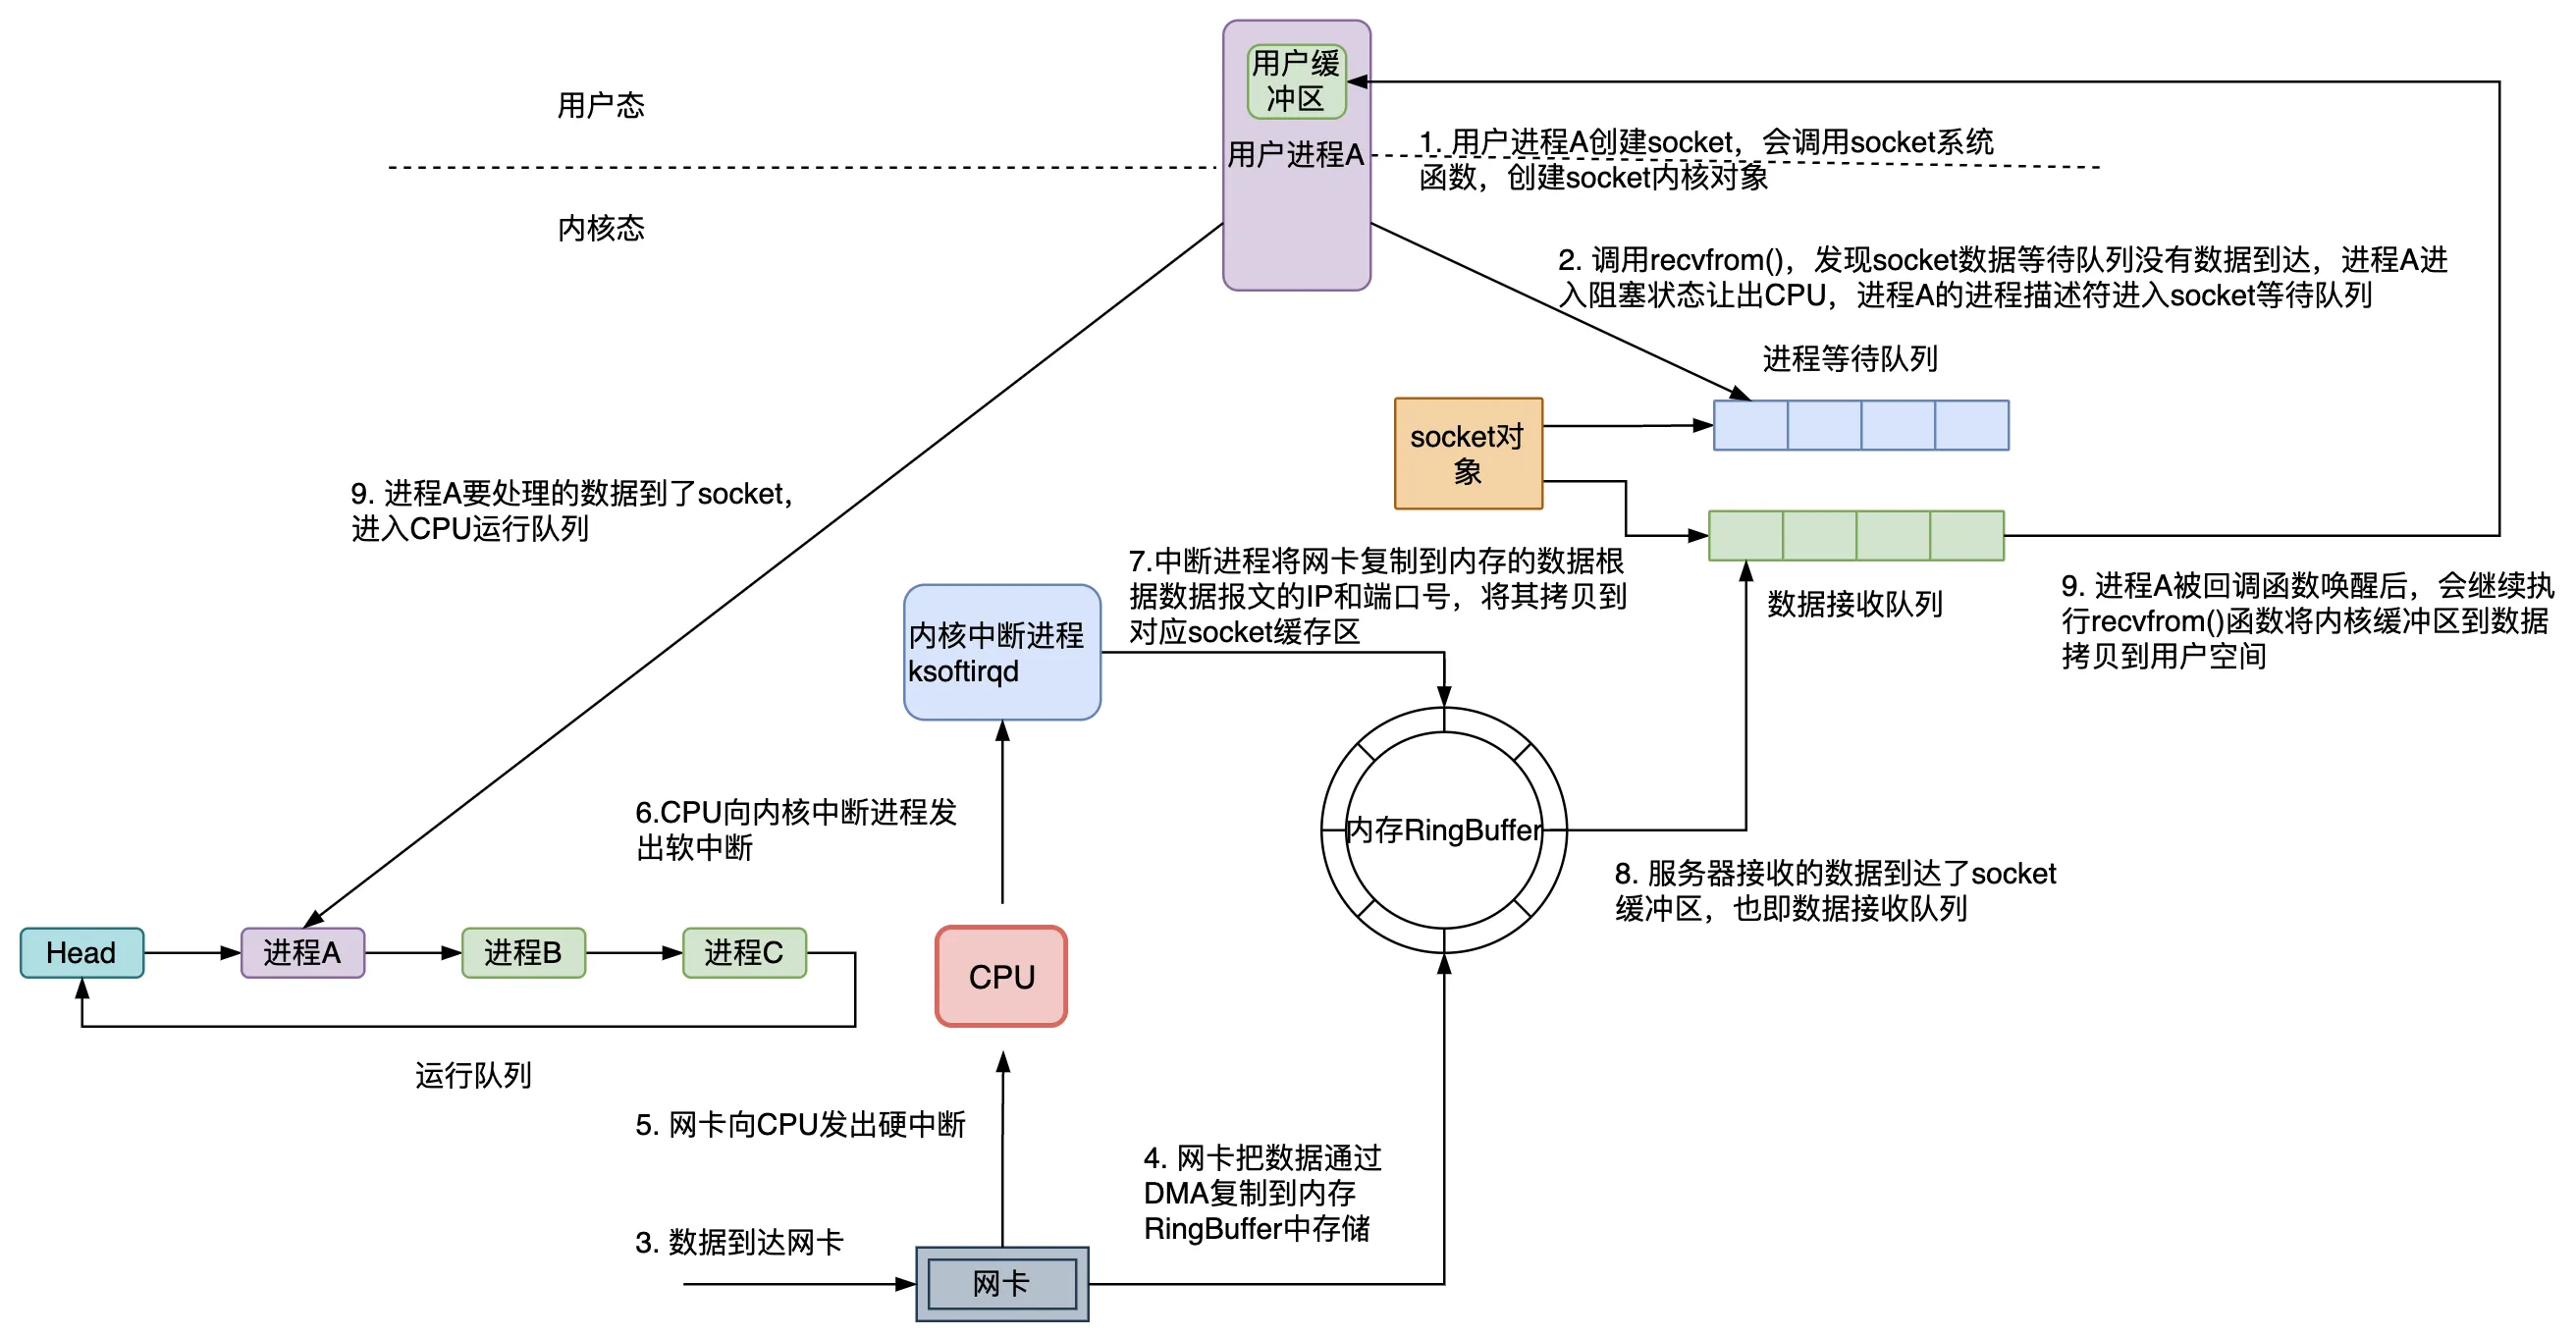 用户缓
冲区
用户态
用户进程A
1. 用户进程A创建socket，会调用socket系统
函数，创建socket内核对象
内核态
2. 调用recvfrom()，发现socket数据等待队列没有数据到达，进程A进
入阻塞状态让出CPU，进程A的进程描述符进入socket等待队列
进程等待队列
socket对
象
9. 进程A要处理的数据到了socket，
进入CPU运行队列
7.中断进程将网卡复制到内存的数据根
据数据报文的IP和端口号，将其拷贝到
对应socket缓存区
数据接收队列
9. 进程A被回调函数唤醒后，会继续执
行recvfrom()函数将内核缓冲区到数据
拷贝到用户空间
内核中断进程
ksoftirqd
6.CPU向内核中断进程发
出软中断
内存RingBuffer
8. 服务器接收的数据到达了socket
缓冲区，也即数据接收队列
Head
进程A
进程B
进程C
CPU
运行队列
5. 网卡向CPU发出硬中断
4. 网卡把数据通过
DMA复制到内存
RingBuffer中存储
3. 数据到达网卡
网卡